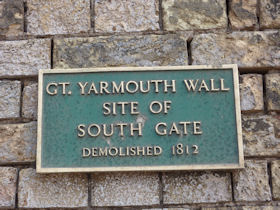 GT. YARMOUTH WALL
SITE OF
SOUTH GATE
DEMOLISHED 1812